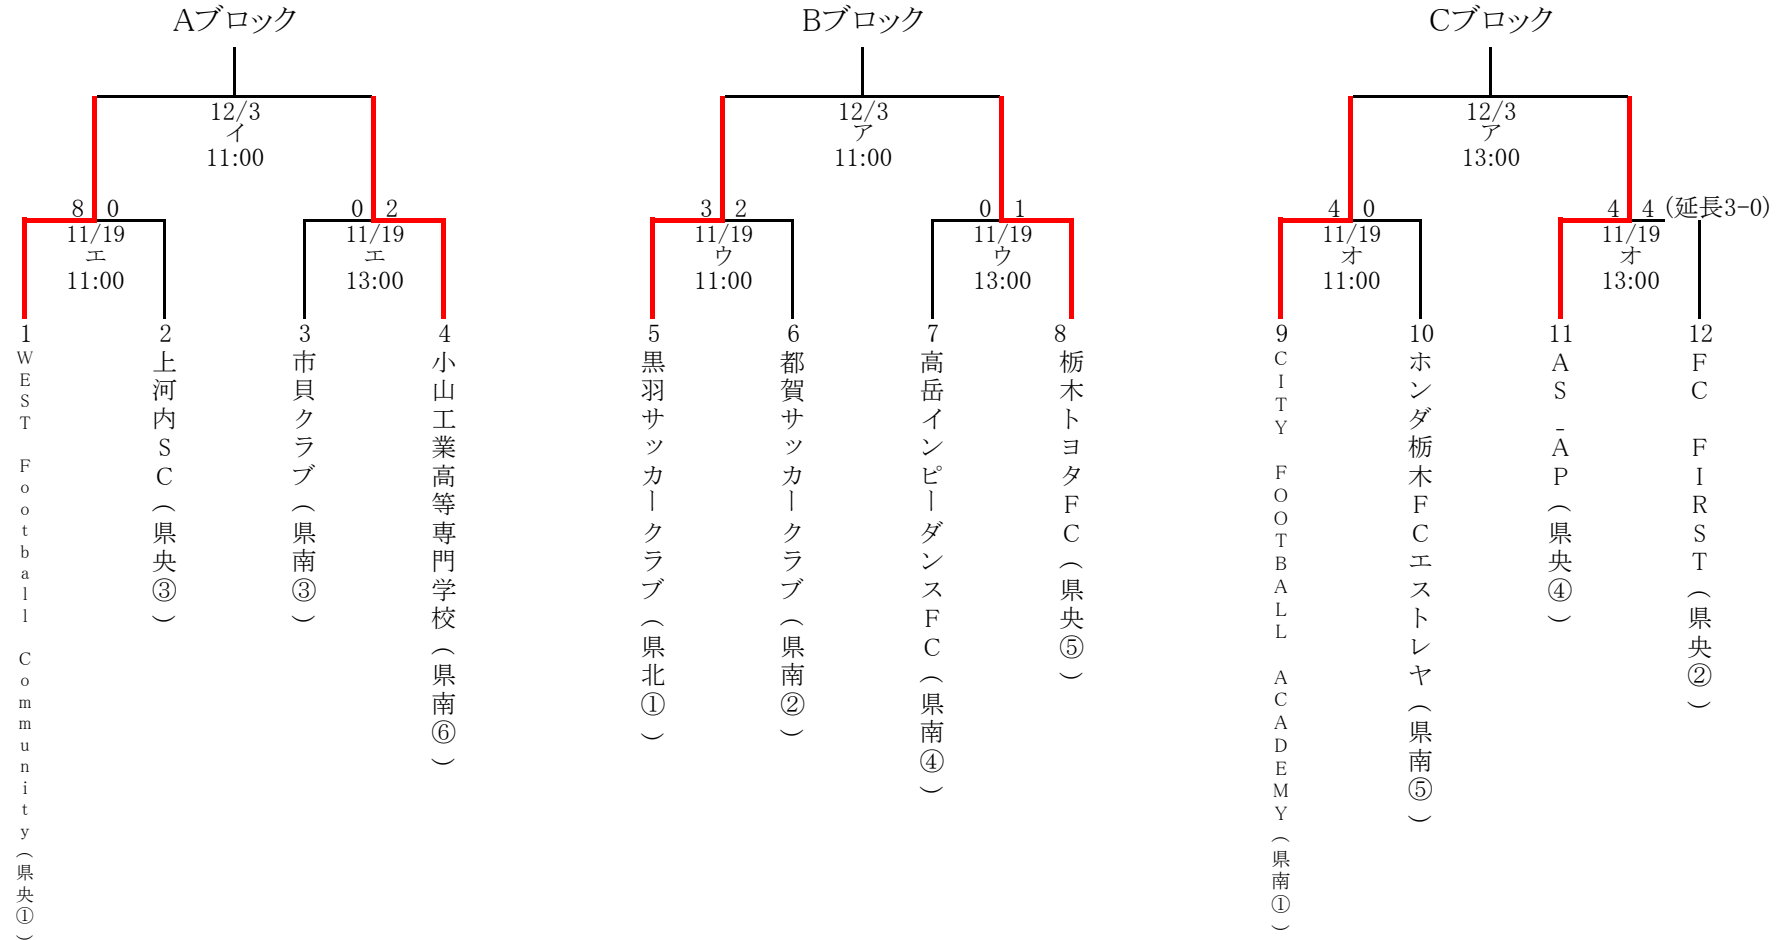 Aブロック
12/3
イ
11:00
8 0
11/19
エ
11:00
0 2
11/19
エ
13:00
1
WEST Football Community(県央①)
2
上河内SC(県央③)
3
市貝クラブ(県南③)
4
小山工業高等専門学校(県南⑥)
Bブロック
12/3
ア
11:00
3 2
11/19
ウ
11:00
0 1
11/19
ウ
13:00
5
黒羽サッカークラブ(県北①)
6
都賀サッカークラブ(県南②)
7
高岳インピーダンスFC(県南④)
8
栃木トヨタFC(県央⑤)
Cブロック
12/3
ア
13:00
4 0
11/19
オ
11:00
4 4 (延長3-0)
11/19
オ
13:00
9
CITY FOOTBALL ACADEMY(県南①)
10
ホンダ栃木FCエストレヤ(県南⑤)
11
AS_AP(県央④)
12
FC FIRST(県央②)